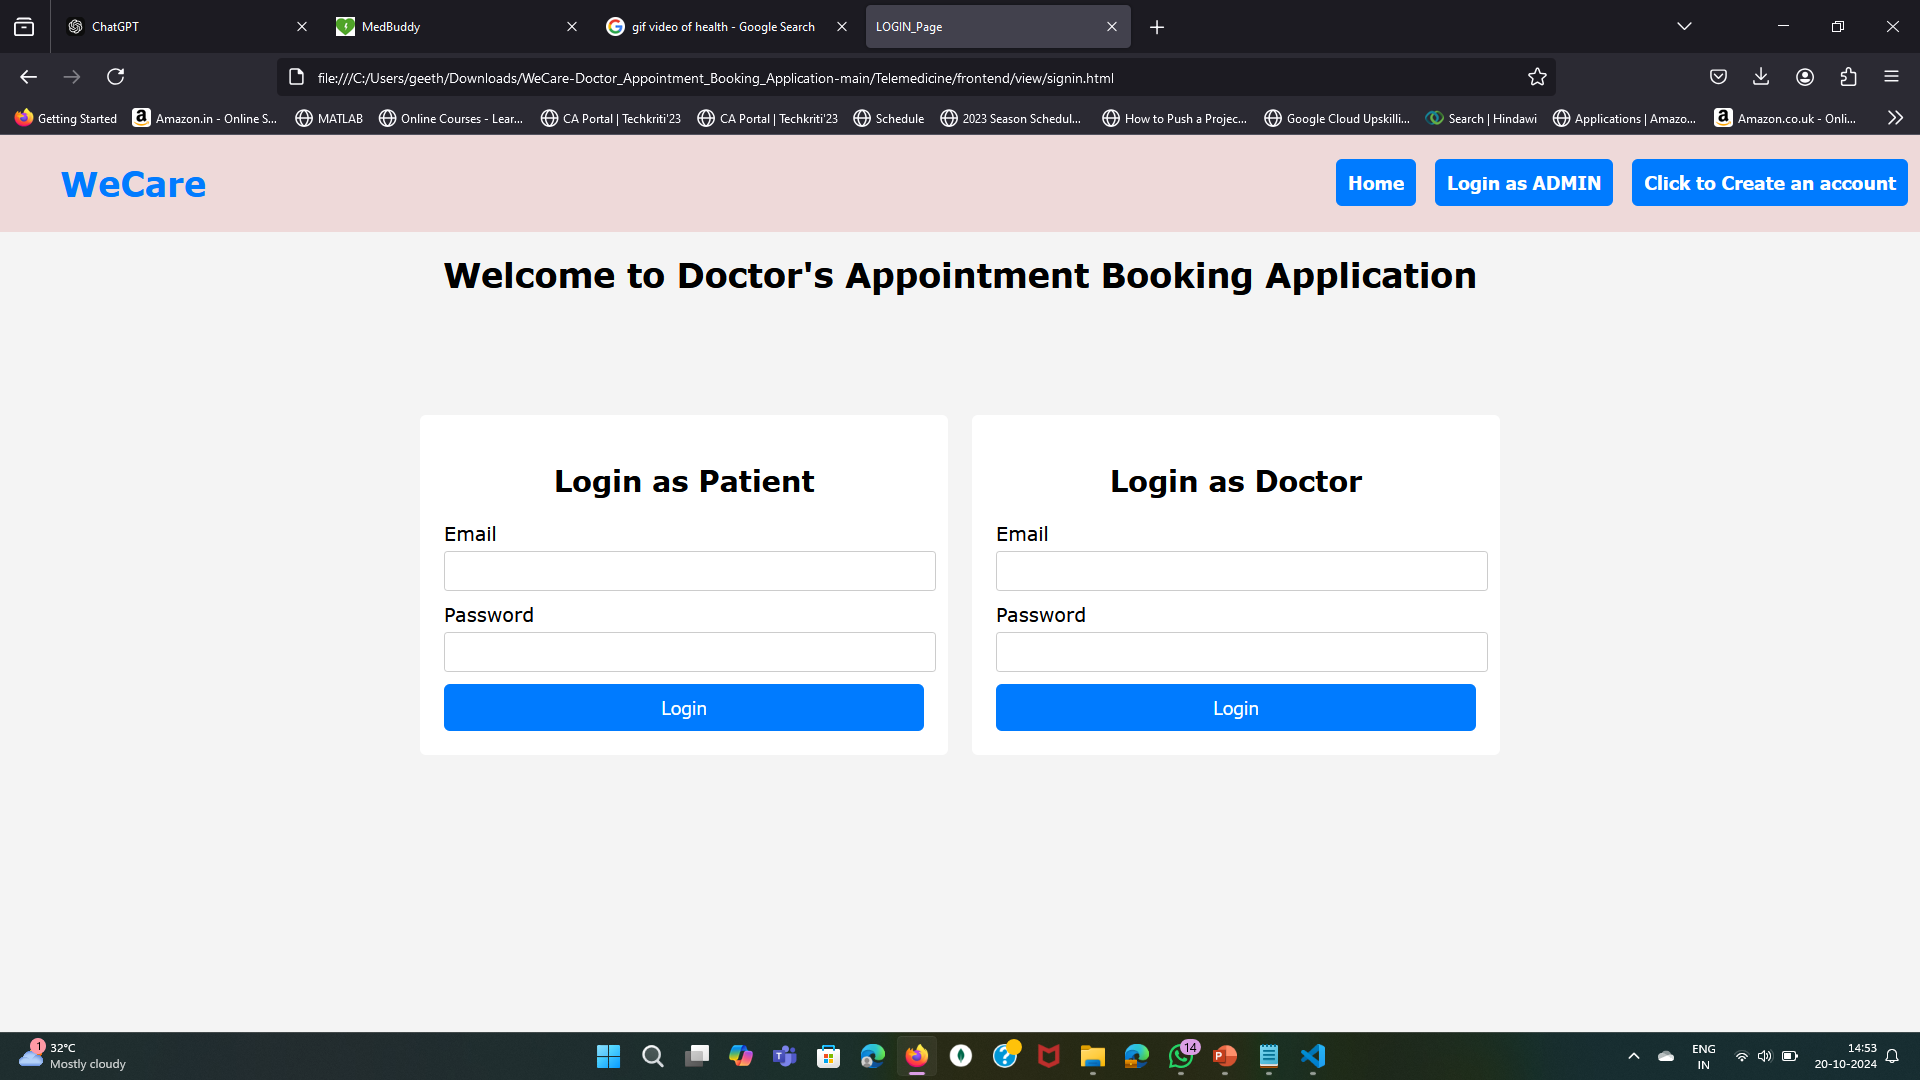 ChatGPT
MedBuddy
gif video of health - Google Search
LOGIN_Page
file:///C:/Users/geeth/Downloads/WeCare-Doctor_Appointment_Booking_Application-main/Telemedicine/frontend/view/signin.html
Getting Started
Amazon.in - Online S...
MATLAB
Online Courses - Lear...
CA Portal | Techkriti'23
CA Portal | Techkriti'23
Schedule
2023 Season Schedul...
How to Push a Projec...
Google Cloud Upskilli...
Search | Hindawi
Applications | Amazo...
Amazon.co.uk - Onli...
WeCare
Home
Login as ADMIN
Click to Create an account
Welcome to Doctor's Appointment Booking Application
Login as Patient
Email
Password
Login
Login as Doctor
Email
Password
Login
1
32°C
Mostly cloudy
14
ENG
IN
14:53
20-10-2024